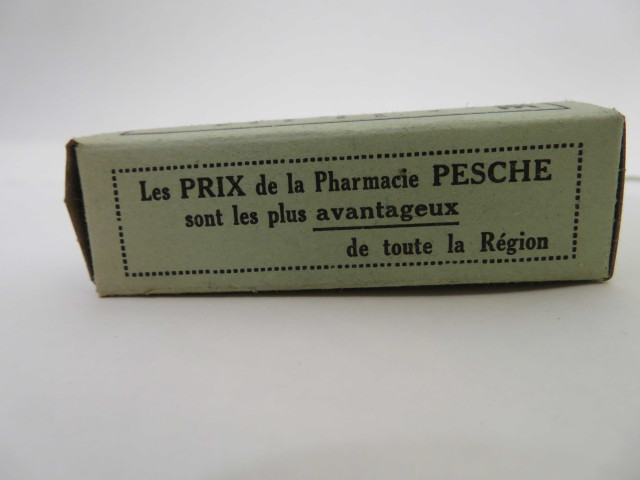 Les PRIX de la Pharmacie PESCHE
sont les plus avantageux
de toute la Région